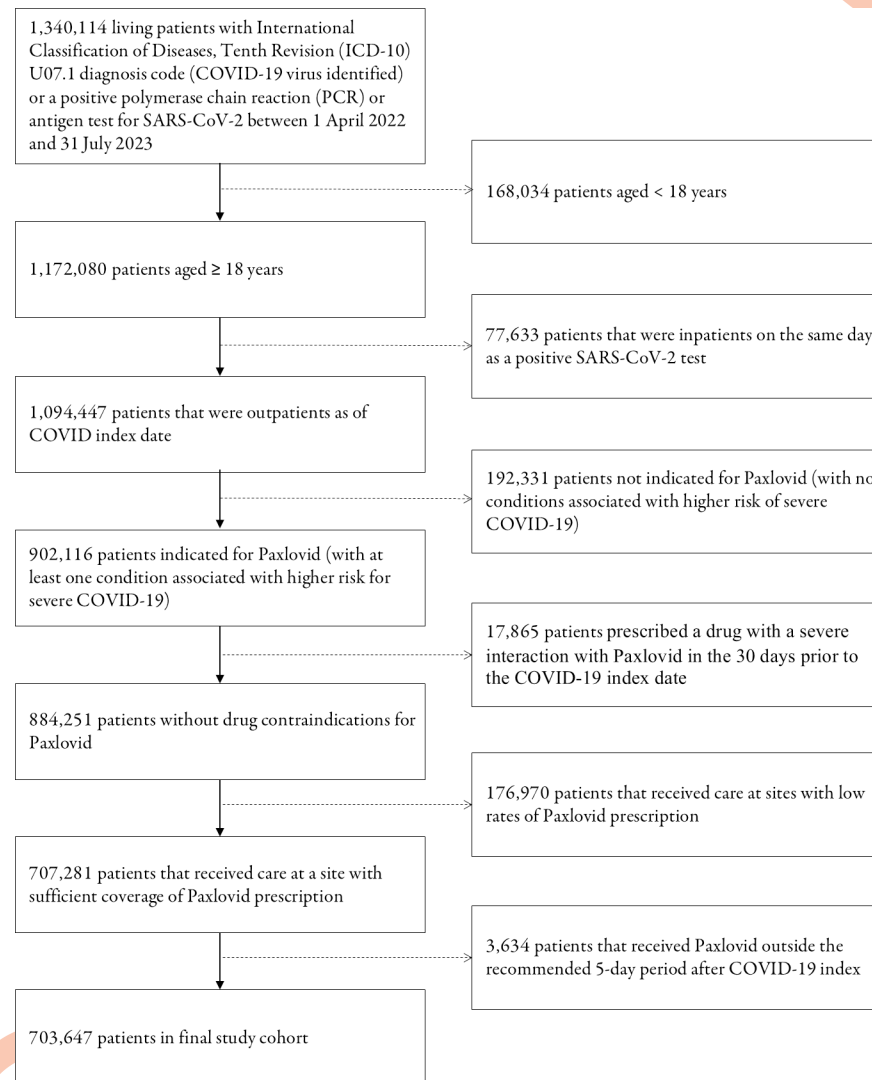 1,340,114 living patients with International
Classification of Diseases, Tenth Revision (ICD-10)
U07.1 diagnosis code (COVID-19 virus identified)
or a positive polymerase chain reaction (PCR) or
antigen test for SARS-CoV-2 between 1 April 2022
and 31 July 2023
168,034 patients aged < 18 years
1,172,080 patients aged ≥ 18 years
77,633 patients that were inpatients on the same day
as a positive SARS-CoV-2 test
1,094,447 patients that were outpatients as of
COVID index date
192,331 patients not indicated for Paxlovid (with no
conditions associated with higher risk of severe
COVID-19)
902,116 patients indicated for Paxlovid (with at
least one condition associated with higher risk for
severe COVID-19)
17,865 patients prescribed a drug with a severe
interaction with Paxlovid in the 30 days prior to
the COVID-19 index date
884,251 patients without drug contraindications for
Paxlovid
176,970 patients that received care at sites with low
rates of Paxlovid prescription
707,281 patients that received care at a site with
sufficient coverage of Paxlovid prescription
3,634 patients that received Paxlovid outside the
recommended 5-day period after COVID-19 index
703,647 patients in final study cohort